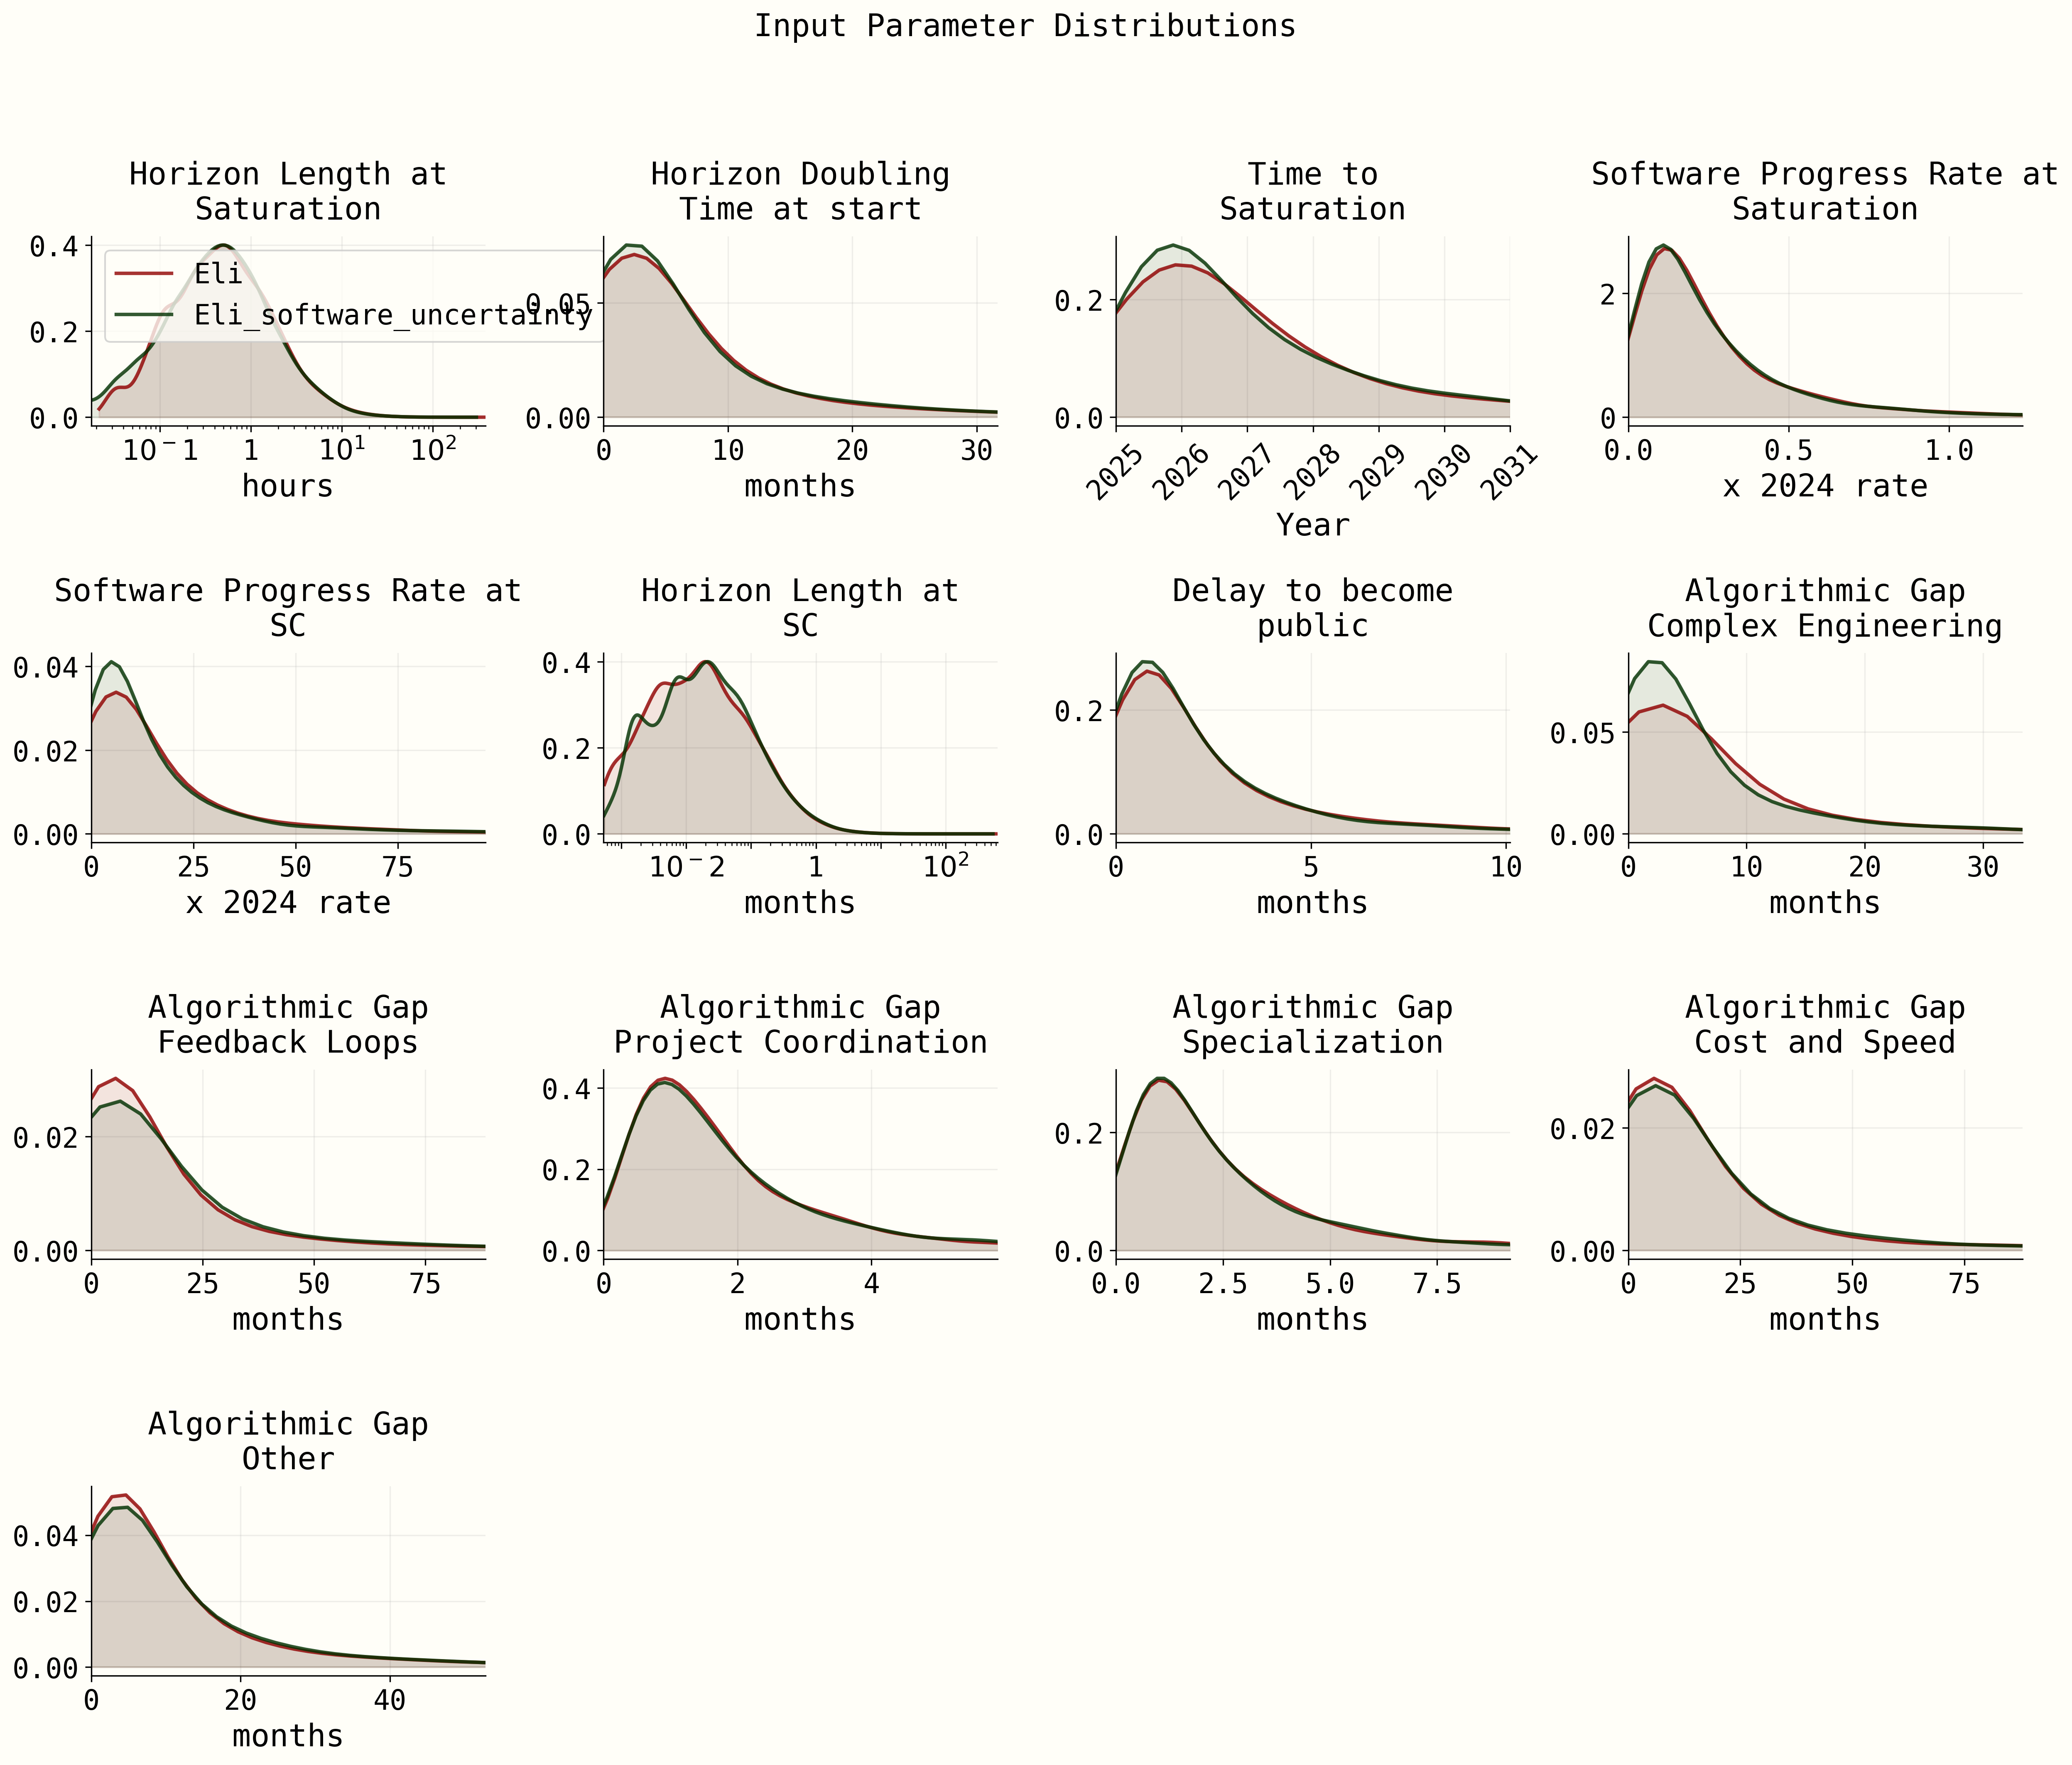 Input Parameter Distributions
Horizon Length at
Saturation
0.4
0.2
0.0
Eli
Eli_software_uncertainty
10⁻1 1 10¹ 10²
hours
Horizon Doubling
Time at start
0.05
0.00
0 10 20 30
months
Time to
Saturation
0.2
0.0
2025 2026 2027 2028 2029 2030 2031
Year
Software Progress Rate at
Saturation
2
0
0.0 0.5 1.0
x 2024 rate
Software Progress Rate at
SC
0.04
0.02
0.00
0 25 50 75
x 2024 rate
Horizon Length at
SC
0.4
0.2
0.0
10⁻2 1 10²
months
Delay to become
public
0.2
0.0
0 5 10
months
Algorithmic Gap
Complex Engineering
0.05
0.00
0 10 20 30
months
Algorithmic Gap
Feedback Loops
0.02
0.00
0 25 50 75
months
Algorithmic Gap
Project Coordination
0.4
0.2
0.0
0 2 4
months
Algorithmic Gap
Specialization
0.2
0.0
0.0 2.5 5.0 7.5
months
Algorithmic Gap
Cost and Speed
0.02
0.00
0 25 50 75
months
Algorithmic Gap
Other
0.04
0.02
0.00
0 20 40
months